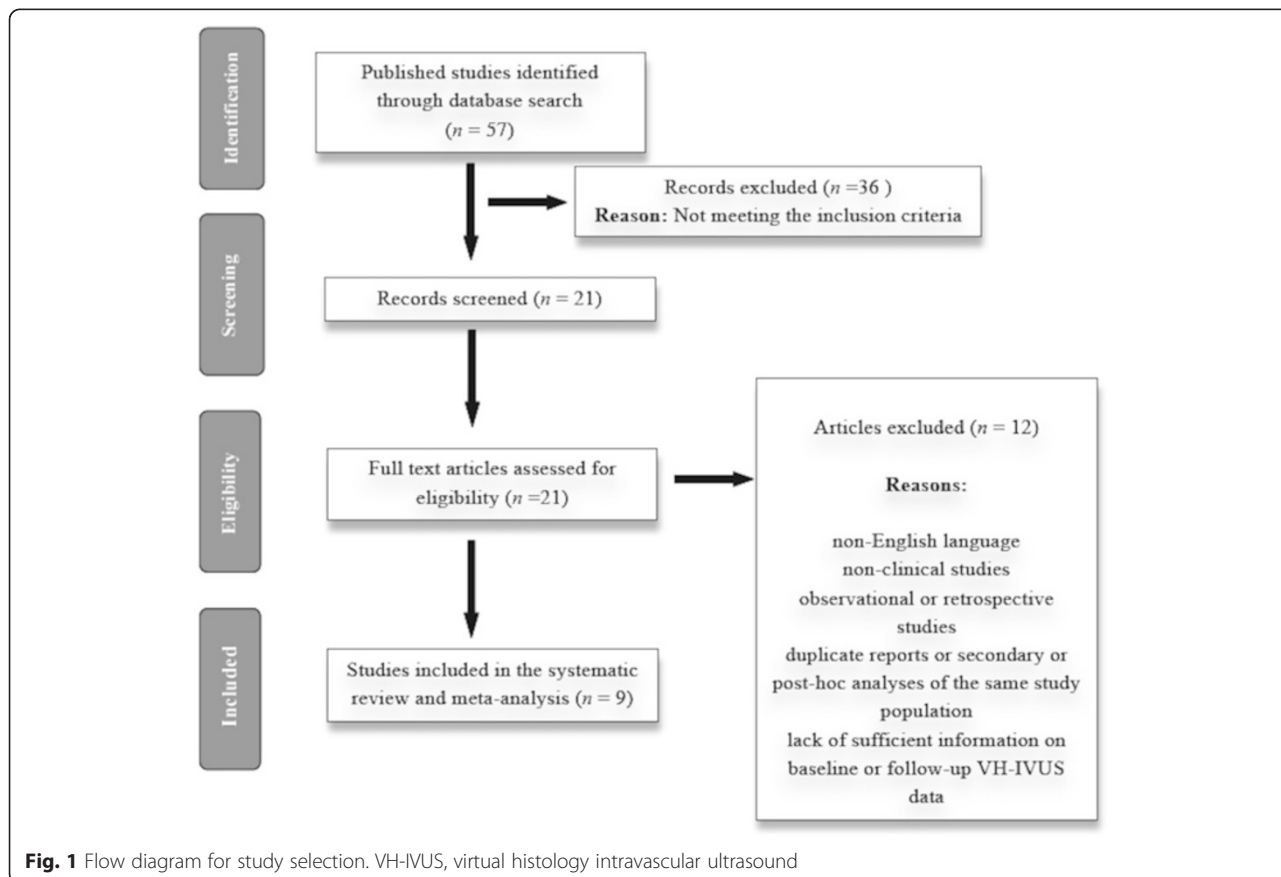 Identification
Published studies identified
through database search
(n = 57)
Records excluded (n =36 )
Reason: Not meeting the inclusion criteria
Screening
Records screened (n = 21)
Eligibility
Full text articles assessed for
eligibility (n =21)
Articles excluded (n = 12)
Reasons:
non-English language
non-clinical studies
observational or retrospective
studies
duplicate reports or secondary or
post-hoc analyses of the same study
population
lack of sufficient information on
baseline or follow-up VH-IVUS
data
Included
Studies included in the systematic
review and meta-analysis (n = 9)
Fig. 1 Flow diagram for study selection. VH-IVUS, virtual histology intravascular ultrasound